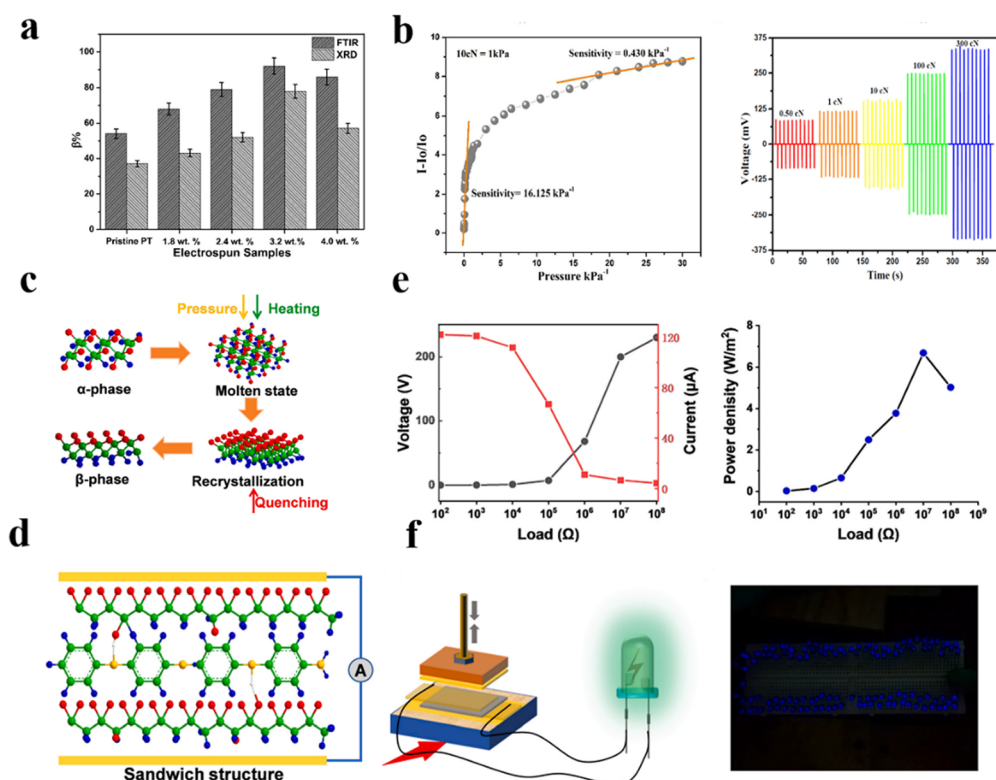 a
FTIR
XRD
100
80
60
40
20
0
β%
Pristine PT 1.8 wt. % 2.4 wt. % 3.2 wt. % 4.0 wt. %
Electrospun Samples
b
10cN = 1kPa
Sensitivity= 0.430 kPa⁻¹
Sensitivity= 16.125 kPa⁻¹
10
8
6
4
2
0
I-Io/Io
0 5 10 15 20 25 30
Pressure kPa⁻¹
375
250
125
0
-125
-250
-375
Voltage (mV)
0.50 cN
1 cN
10 cN
100 cN
300 cN
0 50 100 150 200 250 300 350
Time (s)
c
Pressure Heating
α-phase
Molten state
β-phase
Recrystallization
Quenching
d
A
Sandwich structure
e
200
100
0
Voltage (V)
120
80
40
0
Current (μA)
10² 10³ 10⁴ 10⁵ 10⁶ 10⁷ 10⁸
Load (Ω)
8
6
4
2
0
Power denisity (W/m²)
10¹ 10² 10³ 10⁴ 10⁵ 10⁶ 10⁷ 10⁸ 10⁹
Load (Ω)
f